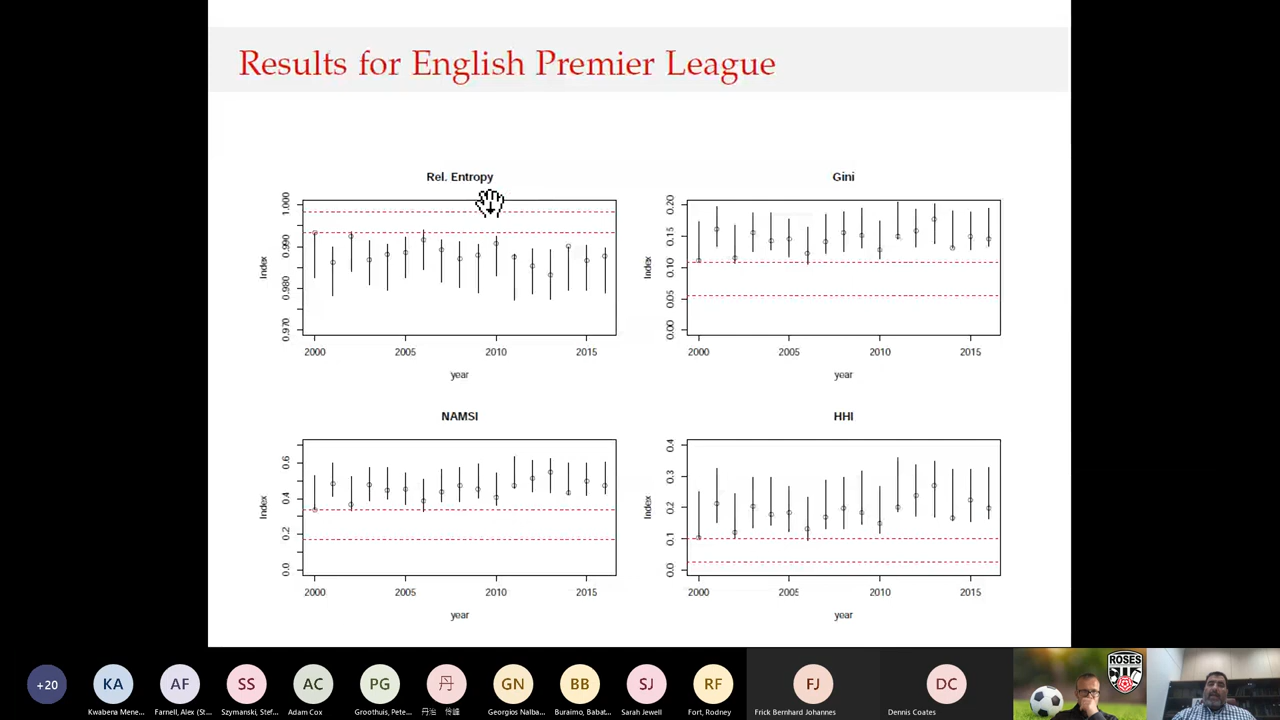 Results for English Premier League
Rel. Entropy
Index
1.000
0.990
0.980
0.970
2000 2005 2010 2015
year
Gini
Index
0.20
0.15
0.10
0.05
0.00
2000 2005 2010 2015
year
NAMSI
Index
0.6
0.4
0.2
0.0
2000 2005 2010 2015
year
HHI
Index
0.4
0.3
0.2
0.1
0.0
2000 2005 2010 2015
year
+20 KA AF SS AC PG 丹 GN BB SJ RF FJ DC
ROSES
Kwabena Mene... Farnell, Alex (St... Szymanski, Stef... Adam Cox Groothuis, Pete... 丹治 伶峰 Georgios Nalba... Buraimo, Babat... Sarah Jewell Fort, Rodney Frick Bernhard Johannes Dennis Coates